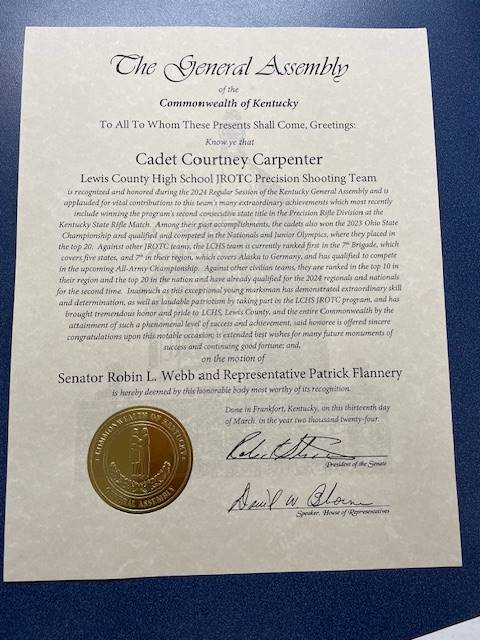 The General Assembly
of the
Commonwealth of Kentucky
To All To Whom These Presents Shall Come, Greetings:
Know ye that
Cadet Courtney Carpenter
Lewis County High School JROTC Precision Shooting Team
is recognized and honored during the 2024 Regular Session of the Kentucky General Assembly and is
applauded for vital contributions to this team's many extraordinary achievements which most recently
include winning the program's second consecutive state title in the Precision Rifle Division at the
Kentucky State Rifle Match. Among their past accomplishments, the cadets also won the 2023 Ohio State
Championship and qualified and competed in the Nationals and Junior Olympics, where they placed in
the top 20. Against other JROTC teams, the LCHS team is currently ranked first in the 7th Brigade, which
covers five states, and 7th in their region, which covers Alaska to Germany, and has qualified to compete
in the upcoming All-Army Championship. Against other civilian teams, they are ranked in the top 10 in
their region and the top 20 in the nation and have already qualified for the 2024 regionals and nationals
for the second time. Inasmuch as this exceptional young marksman has demonstrated extraordinary skill
and determination, as well as laudable patriotism by taking part in the LCHS JROTC program, and has
brought tremendous honor and pride to LCHS, Lewis County, and the entire Commonwealth by the
attainment of such a phenomenal level of success and achievement, said honoree is offered sincere
congratulations upon this notable occasion; is extended best wishes for many future monuments of
success and continuing good fortune; and,
on the motion of
Senator Robin L. Webb and Representative Patrick Flannery
is hereby deemed by this honorable body most worthy of its recognition.
Done in Frankfort, Kentucky, on this thirteenth day
of March, in the year two thousand twenty-four.
President of the Senate
David W Osborne
Speaker, House of Representatives
COMMONWEALTH OF KENTUCKY
GENERAL ASSEMBLY